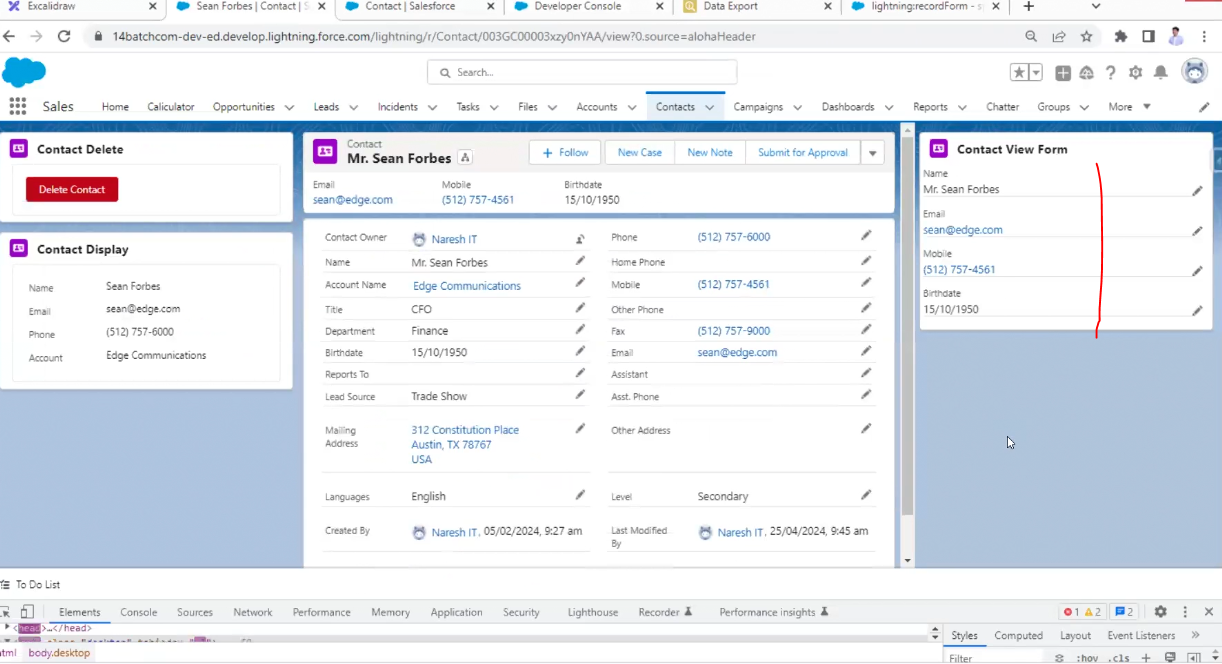 Excalidraw
Sean Forbes | Contact | S
Contact | Salesforce
Developer Console
Data Export
lightning:recordForm - s
14batchcom-dev-ed.develop.lightning.force.com/lightning/r/Contact/003GC00003xzy0nYAA/view?0.source=alohaHeader
Search...
Sales Home Calculator Opportunities Leads Incidents Tasks Files Accounts Contacts Campaigns Dashboards Reports Chatter Groups More
Contact Delete
Delete Contact
Contact Display
Name Sean Forbes
Email sean@edge.com
Phone (512) 757-6000
Account Edge Communications
Contact
Mr. Sean Forbes
+ Follow New Case New Note Submit for Approval
Email Mobile Birthdate
sean@edge.com (512) 757-4561 15/10/1950
Contact Owner Naresh IT Phone (512) 757-6000
Name Mr. Sean Forbes Home Phone
Account Name Edge Communications Mobile (512) 757-4561
Title CFO Other Phone
Department Finance Fax (512) 757-9000
Birthdate 15/10/1950 Email sean@edge.com
Reports To Assistant
Lead Source Trade Show Asst. Phone
Mailing Address 312 Constitution Place Other Address
Austin, TX 78767
USA
Languages English Level Secondary
Created By Naresh IT, 05/02/2024, 9:27 am Last Modified By Naresh IT, 25/04/2024, 9:45 am
Contact View Form
Name
Mr. Sean Forbes
Email
sean@edge.com
Mobile
(512) 757-4561
Birthdate
15/10/1950
To Do List
Elements Console Sources Network Performance Memory Application Security Lighthouse Recorder Performance insights 1 2 2
<head>…</head>
Styles Computed Layout Event Listeners »
html body.desktop
Filter :hov .cls +